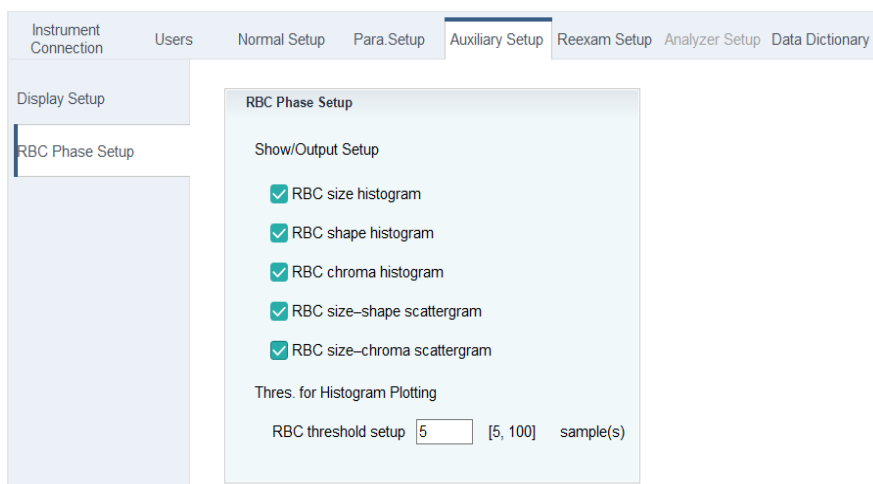 Instrument Connection Users Normal Setup Para.Setup Auxiliary Setup Reexam Setup Analyzer Setup Data Dictionary
Display Setup
RBC Phase Setup
RBC Phase Setup
Show/Output Setup
RBC size histogram
RBC shape histogram
RBC chroma histogram
RBC size–shape scattergram
RBC size–chroma scattergram
Thres. for Histogram Plotting
RBC threshold setup 5 [5, 100] sample(s)